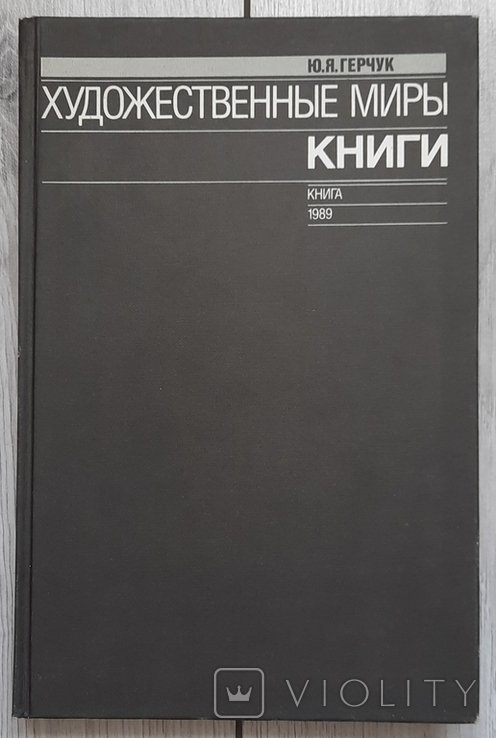 Ю.Я.ГЕРЧУК
ХУДОЖЕСТВЕННЫЕ МИРЫ
КНИГИ
КНИГА
1989
VIOLITY